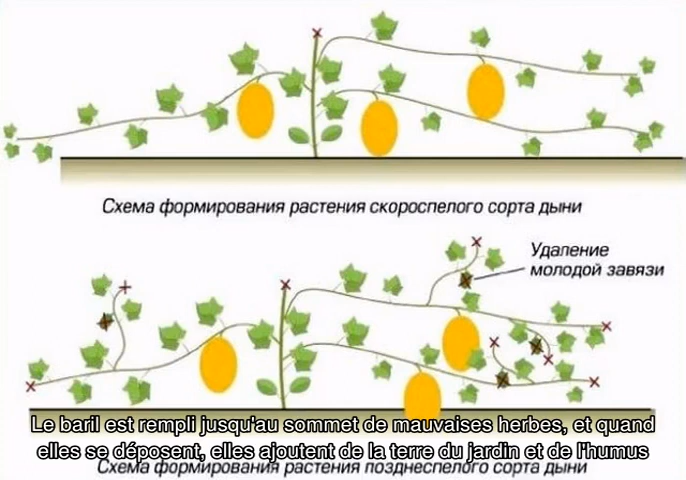 Схема формирования растения скороспелого сорта дыни
Удаление
молодой завязи
Le baril est rempli jusqu'au sommet de mauvaises herbes, et quand
elles se déposent, elles ajoutent de la terre du jardin et de l'humus
Схема формирования растения позднеспелого сорта дыни